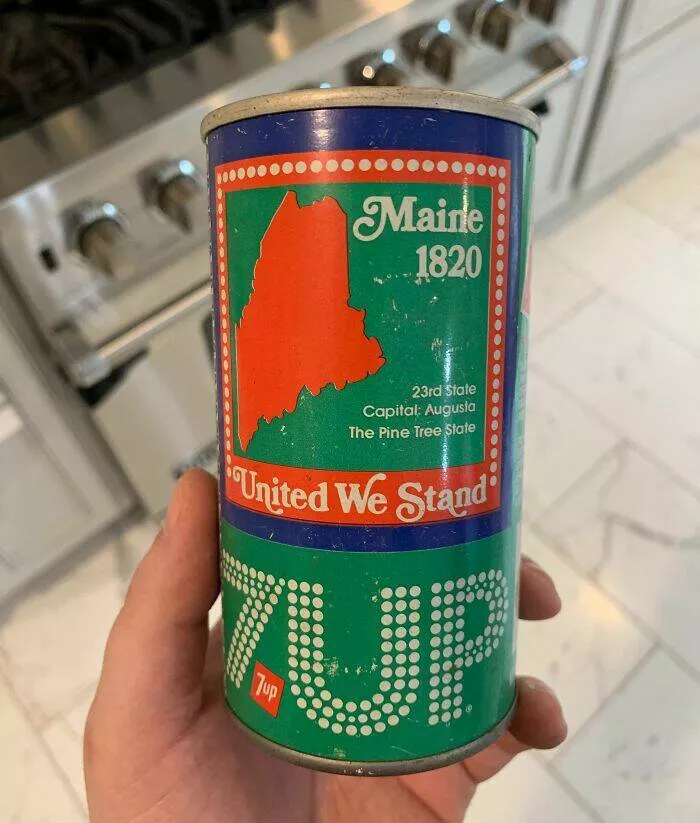 Maine
1820
23rd State
Capital: Augusta
The Pine Tree State
United We Stand
7UP
7up